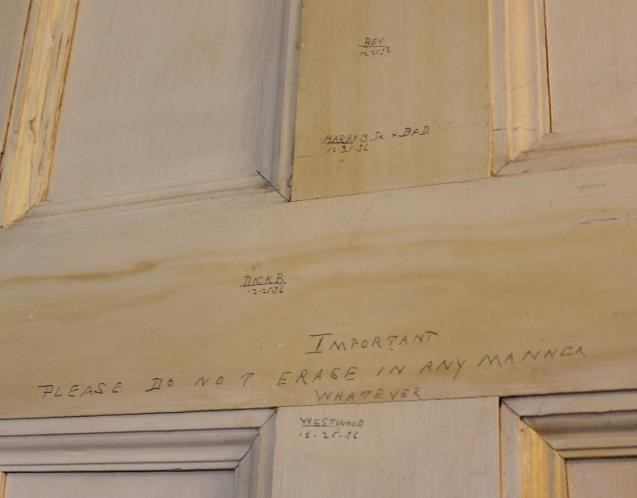 BEV.
12-25-36
HARRY B. JR + DAD.
12-31-36
DICK B.
12-25-36
IMPORTANT
PLEASE DO NOT ERASE IN ANY MANNER
WHATEVER
WESTWOOD
12-25-36